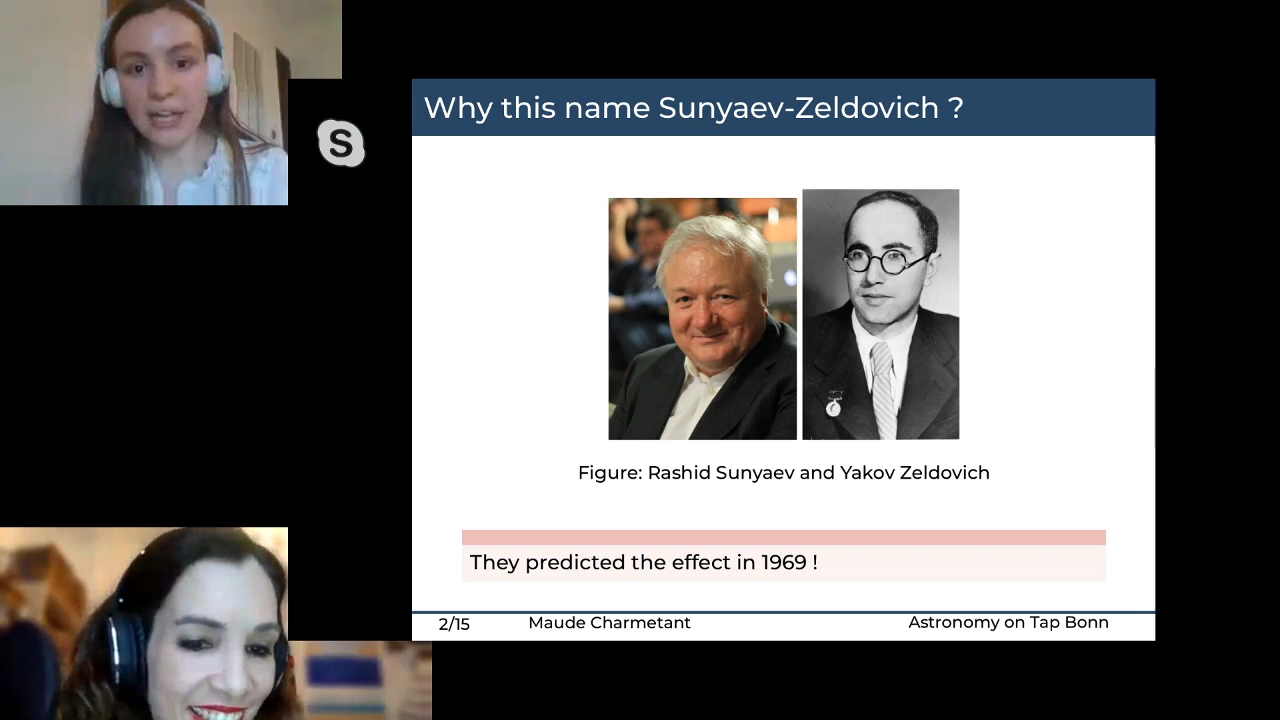 Why this name Sunyaev-Zeldovich ?
S
Figure: Rashid Sunyaev and Yakov Zeldovich
They predicted the effect in 1969 !
2/15 Maude Charmetant Astronomy on Tap Bonn